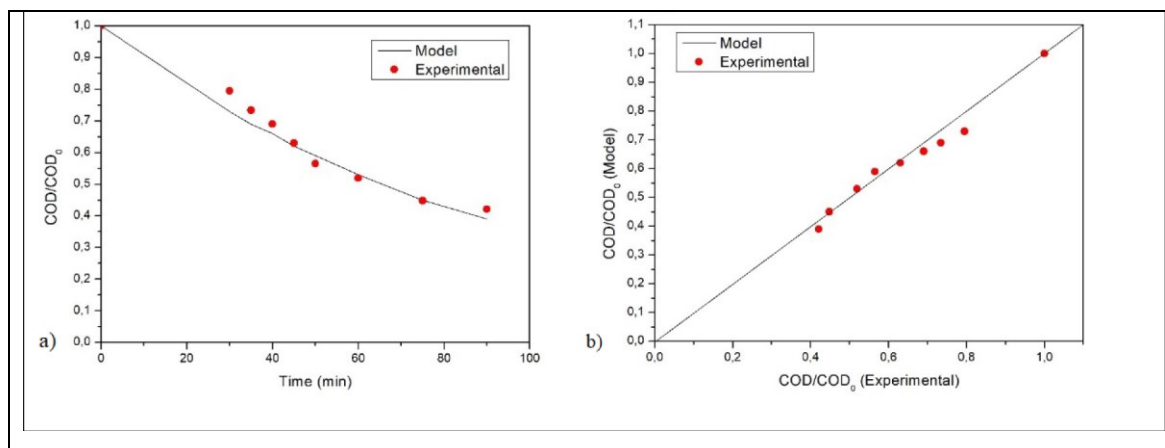 1,0
0,9
0,8
0,7
0,6
0,5
0,4
0,3
0,2
0,1
0,0
COD/COD₀
Model
Experimental
a)
0 20 40 60 80 100
Time (min)
1,1
1,0
0,9
0,8
0,7
0,6
0,5
0,4
0,3
0,2
0,1
0,0
COD/COD₀ (Model)
Model
Experimental
b)
0,0 0,2 0,4 0,6 0,8 1,0
COD/COD₀ (Experimental)